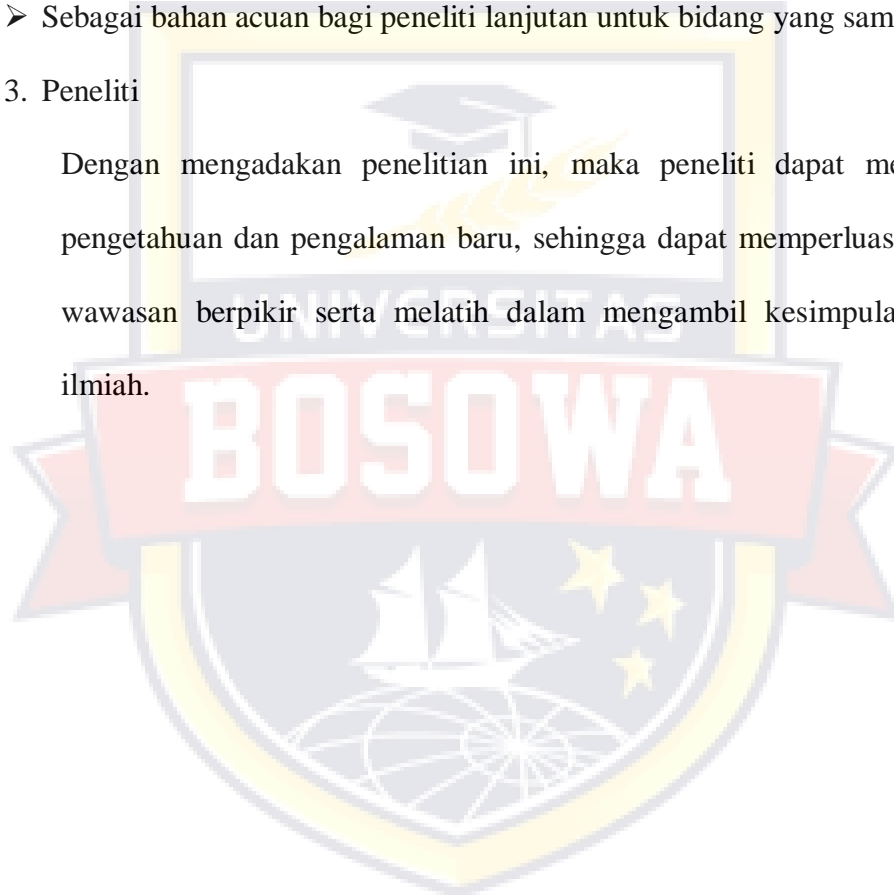 ➤ Sebagai bahan acuan bagi peneliti lanjutan untuk bidang yang sam
3. Peneliti
Dengan mengadakan penelitian ini, maka peneliti dapat me
pengetahuan dan pengalaman baru, sehingga dapat memperluas
wawasan berpikir serta melatih dalam mengambil kesimpula
ilmiah.
UNIVERSITAS
BOSOWA